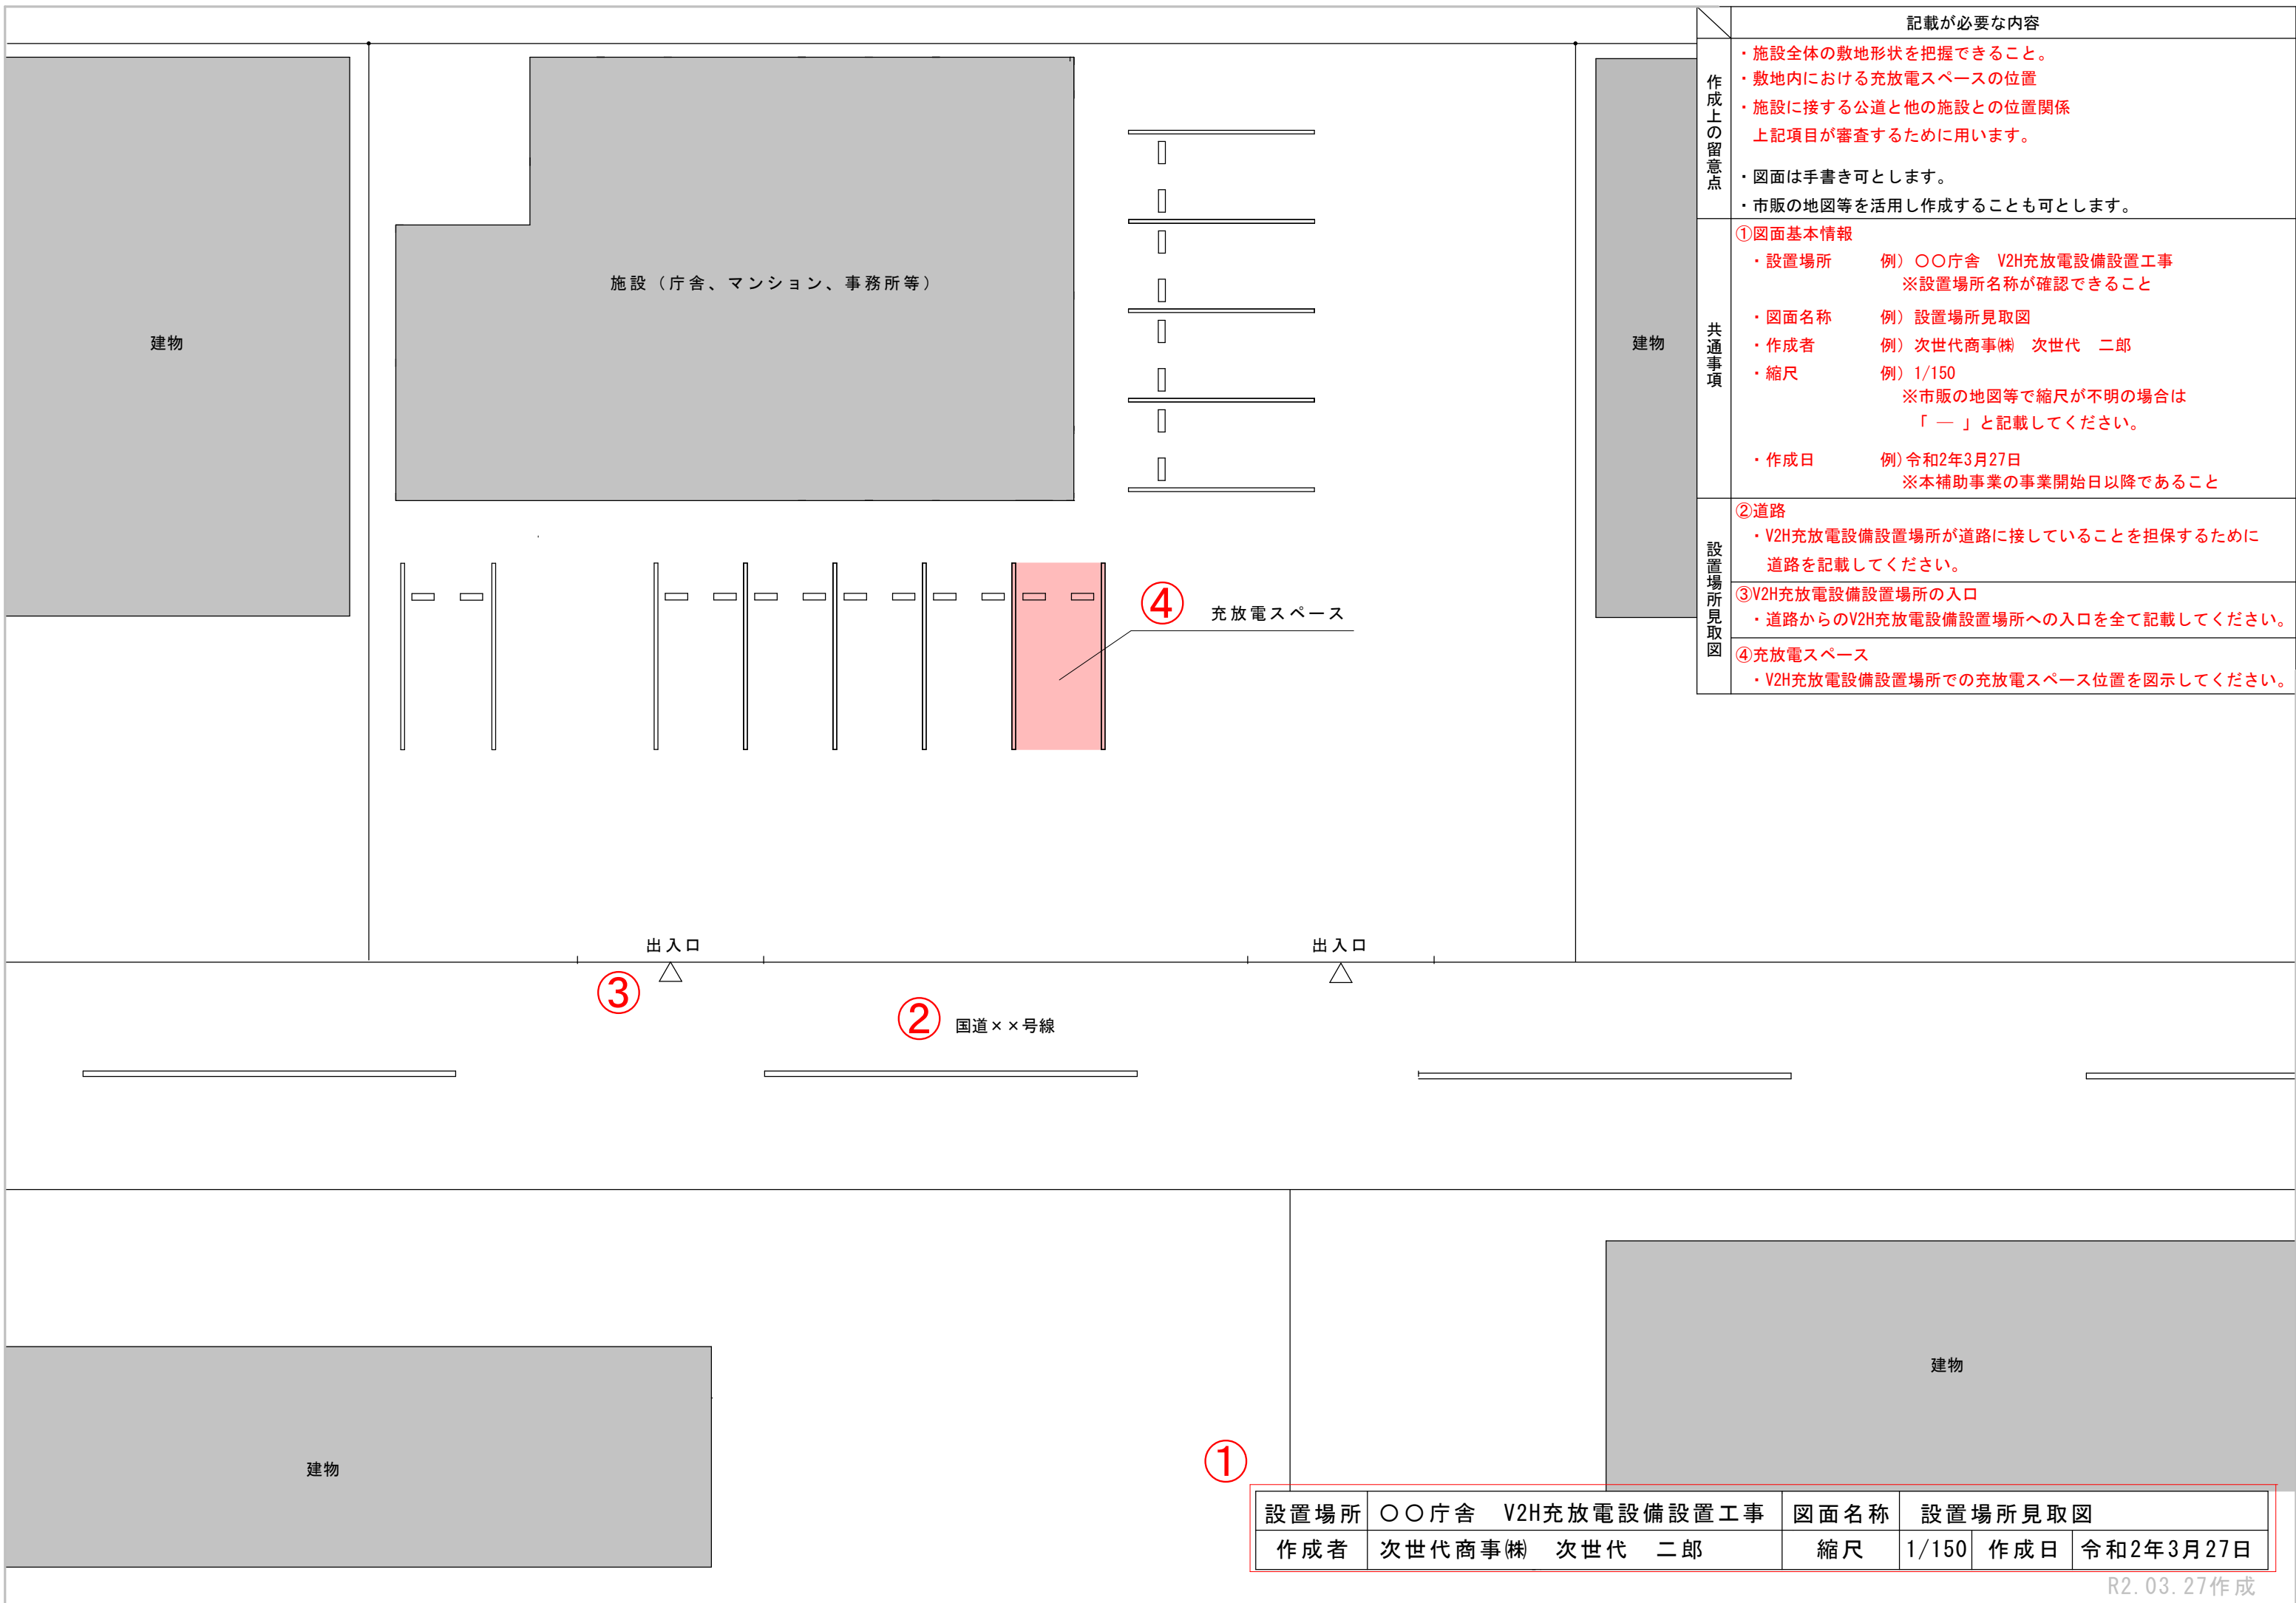 記載が必要な内容
作成上の留意点
・施設全体の敷地形状を把握できること。
・敷地内における充放電スペースの位置
・施設に接する公道と他の施設との位置関係
上記項目が審査するために用います。
・図面は手書き可とします。
・市販の地図等を活用し作成することも可とします。
共通事項
①図面基本情報
・設置場所 例）〇〇庁舎 V2H充放電設備設置工事
※設置場所名称が確認できること
・図面名称 例）設置場所見取図
・作成者 例）次世代商事㈱ 次世代 二郎
・縮尺 例）1/150
※市販の地図等で縮尺が不明の場合は
「 ― 」と記載してください。
・作成日 例）令和2年3月27日
※本補助事業の事業開始日以降であること
設置場所見取図
②道路
・V2H充放電設備設置場所が道路に接していることを担保するために
道路を記載してください。
③V2H充放電設備設置場所の入口
・道路からのV2H充放電設備設置場所への入口を全て記載してください。
④充放電スペース
・V2H充放電設備設置場所での充放電スペース位置を図示してください。
建物
施設（庁舎、マンション、事務所等）
建物
④ 充放電スペース
出入口
出入口
③
② 国道××号線
建物
建物
①
設置場所 〇〇庁舎 V2H充放電設備設置工事 図面名称 設置場所見取図
作成者 次世代商事㈱ 次世代 二郎 縮尺 1/150 作成日 令和2年3月27日
R2.03.27作成